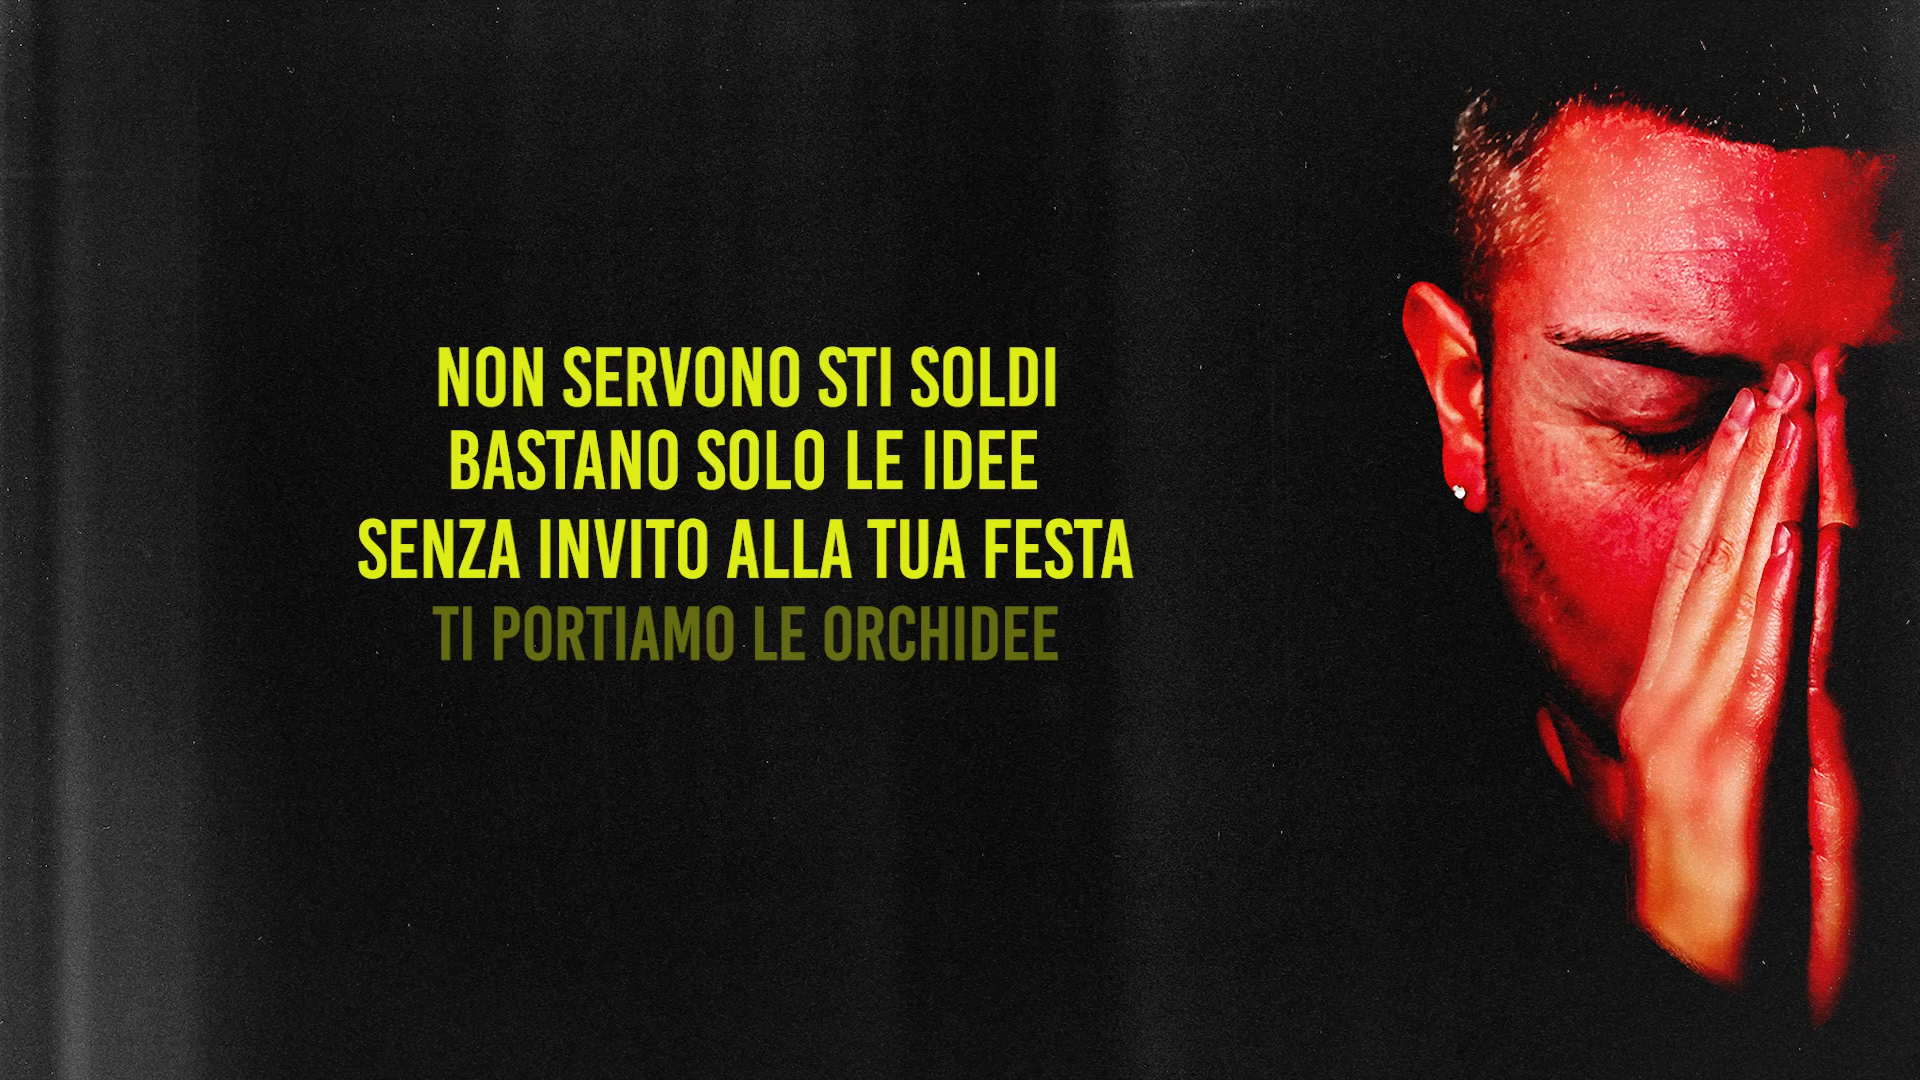 NON SERVONO STI SOLDI
BASTANO SOLO LE IDEE
SENZA INVITO ALLA TUA FESTA
TI PORTIAMO LE ORCHIDEE